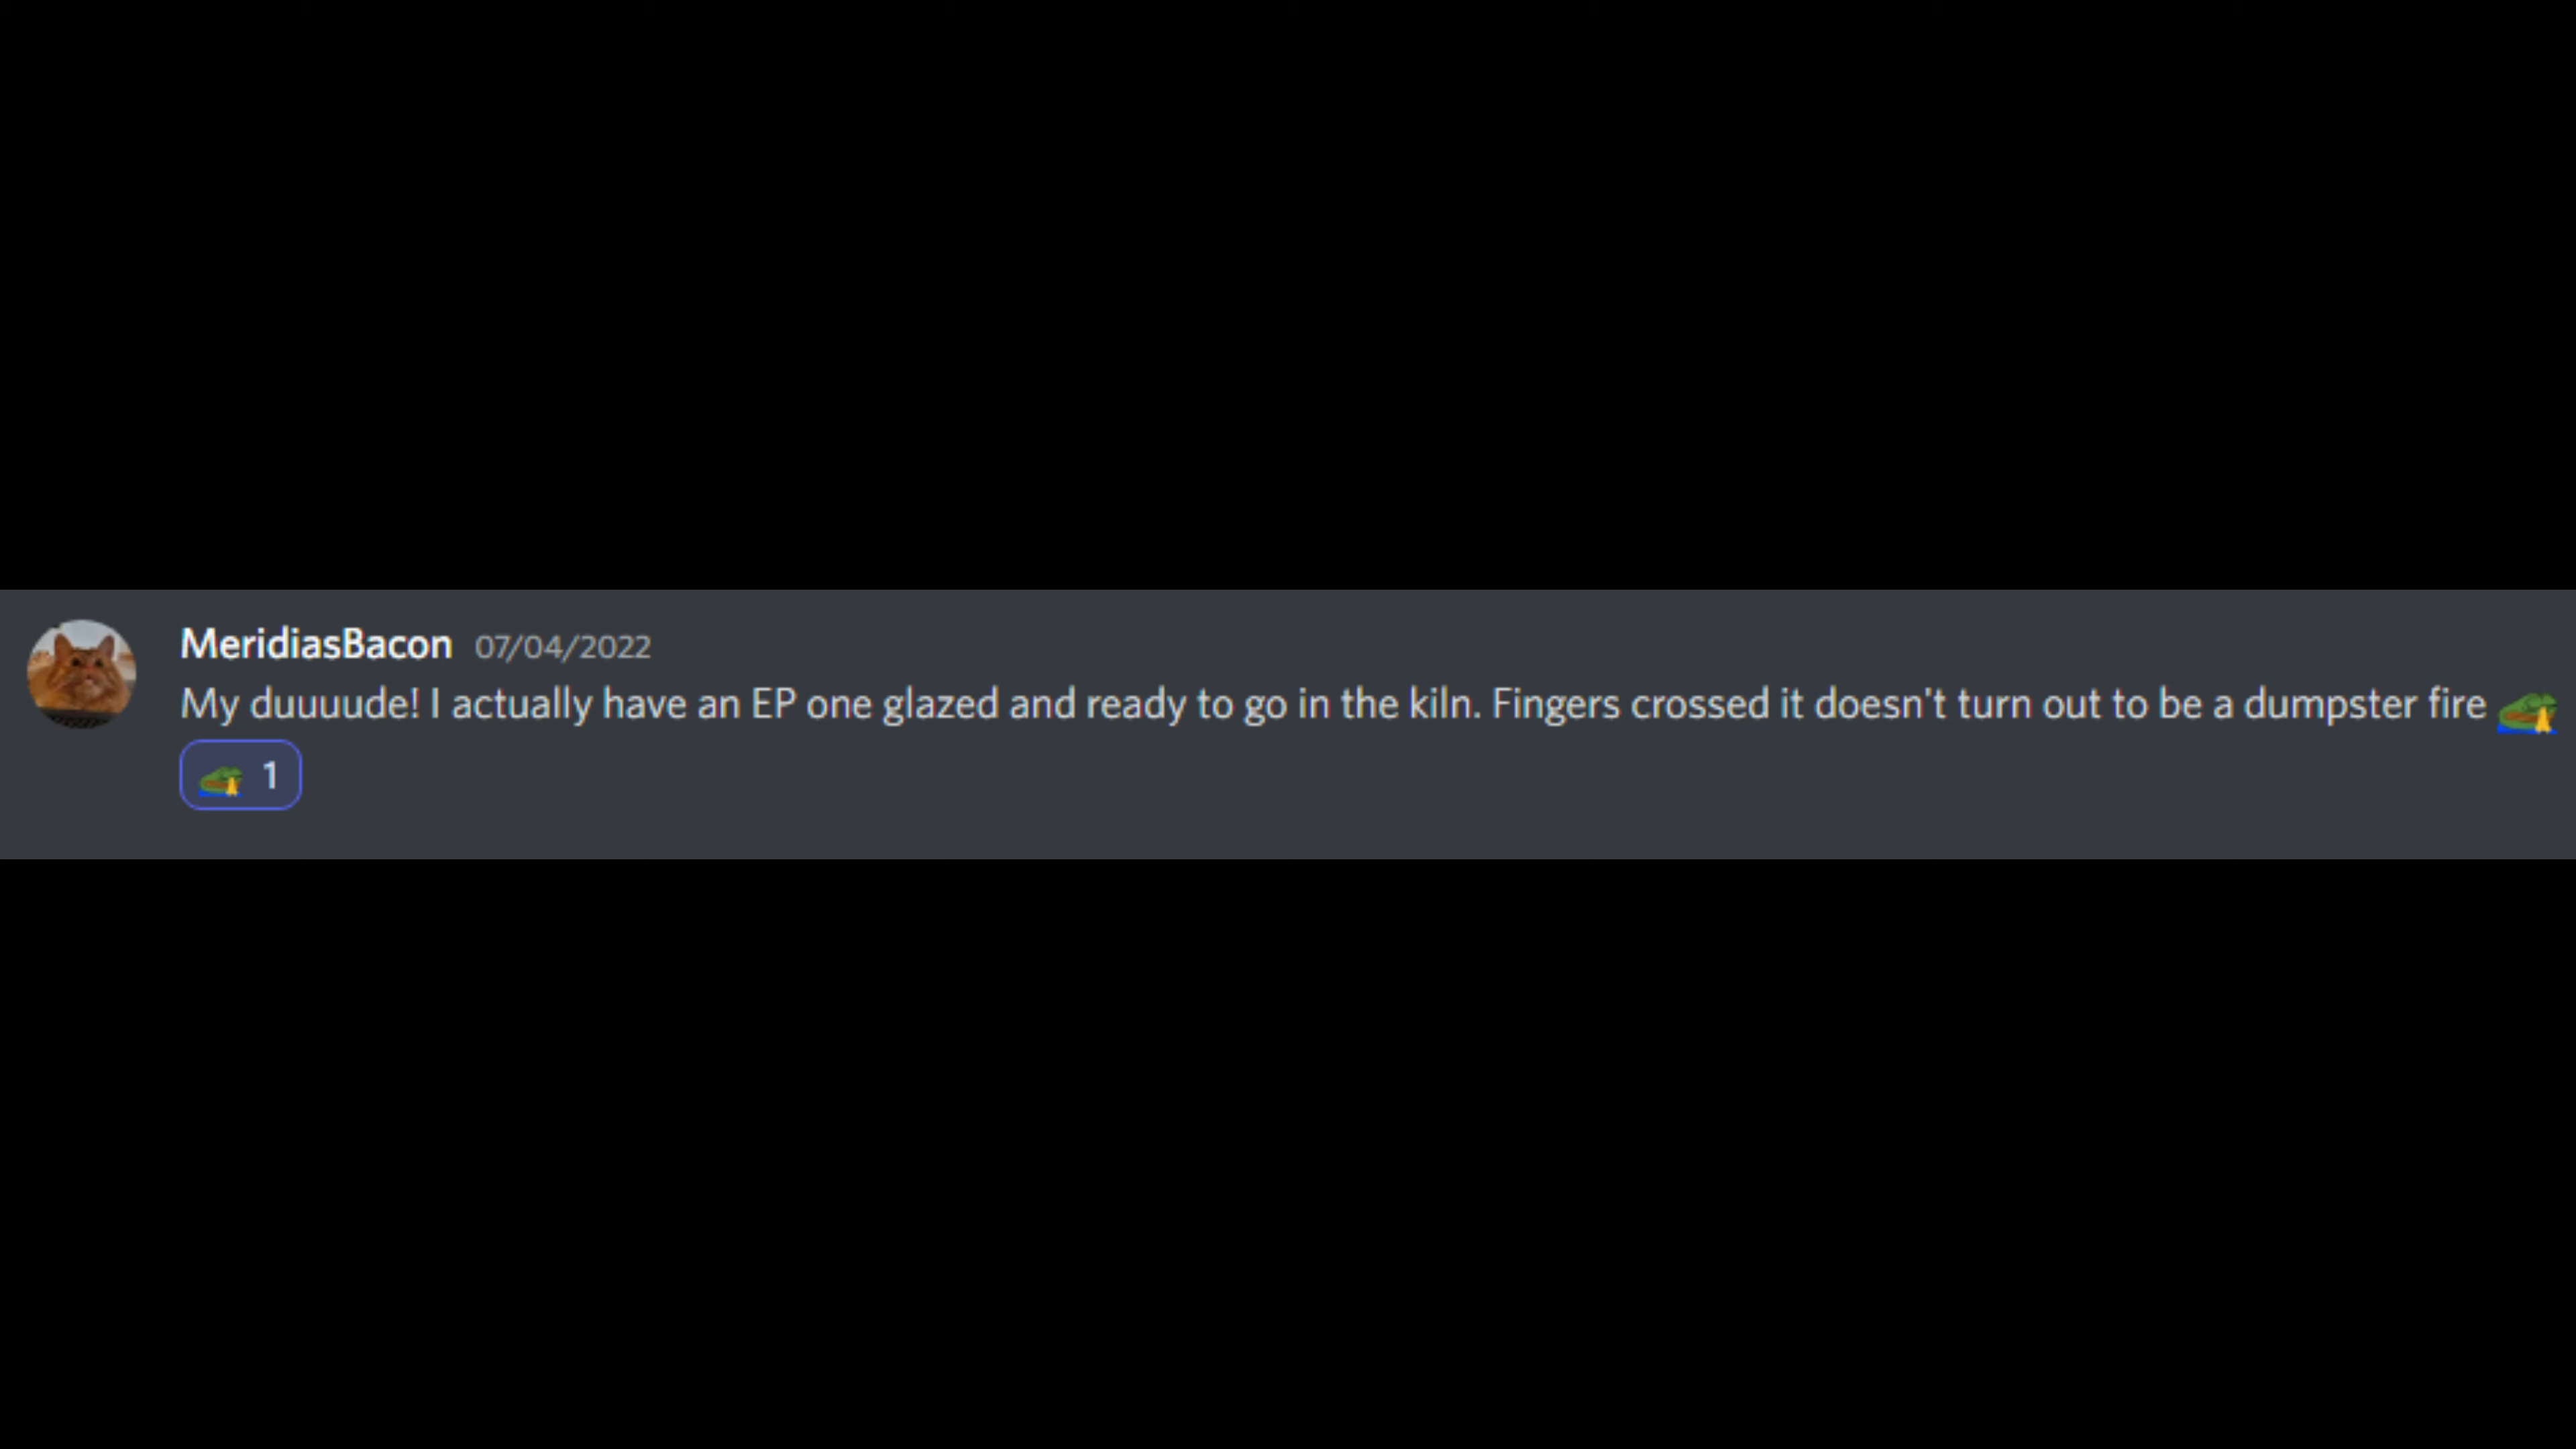 MeridiasBacon 07/04/2022
My duuuude! I actually have an EP one glazed and ready to go in the kiln. Fingers crossed it doesn't turn out to be a dumpster fire
1